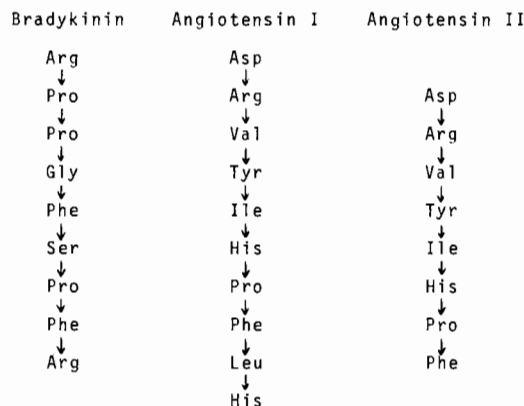 Bradykinin Angiotensin I Angiotensin II
Arg Asp
Pro Arg Asp
Pro Val Arg
Gly Tyr Val
Phe Ile Tyr
Ser His Ile
Pro Pro His
Phe Phe Pro
Arg Leu Phe
His